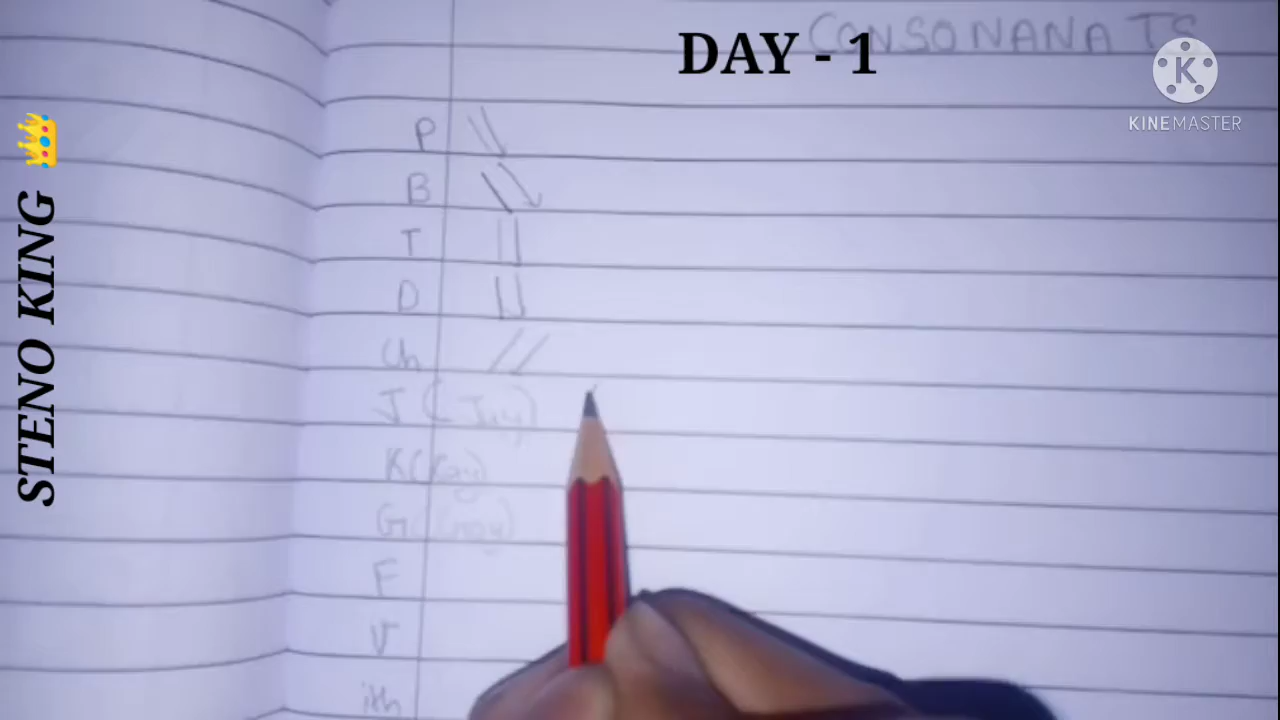 CONSONANATS
DAY - 1
KINEMASTER
STENO KING
P
B
T
D
Ch
J (Jay)
K (Kay)
G (Gay)
F
V
ith